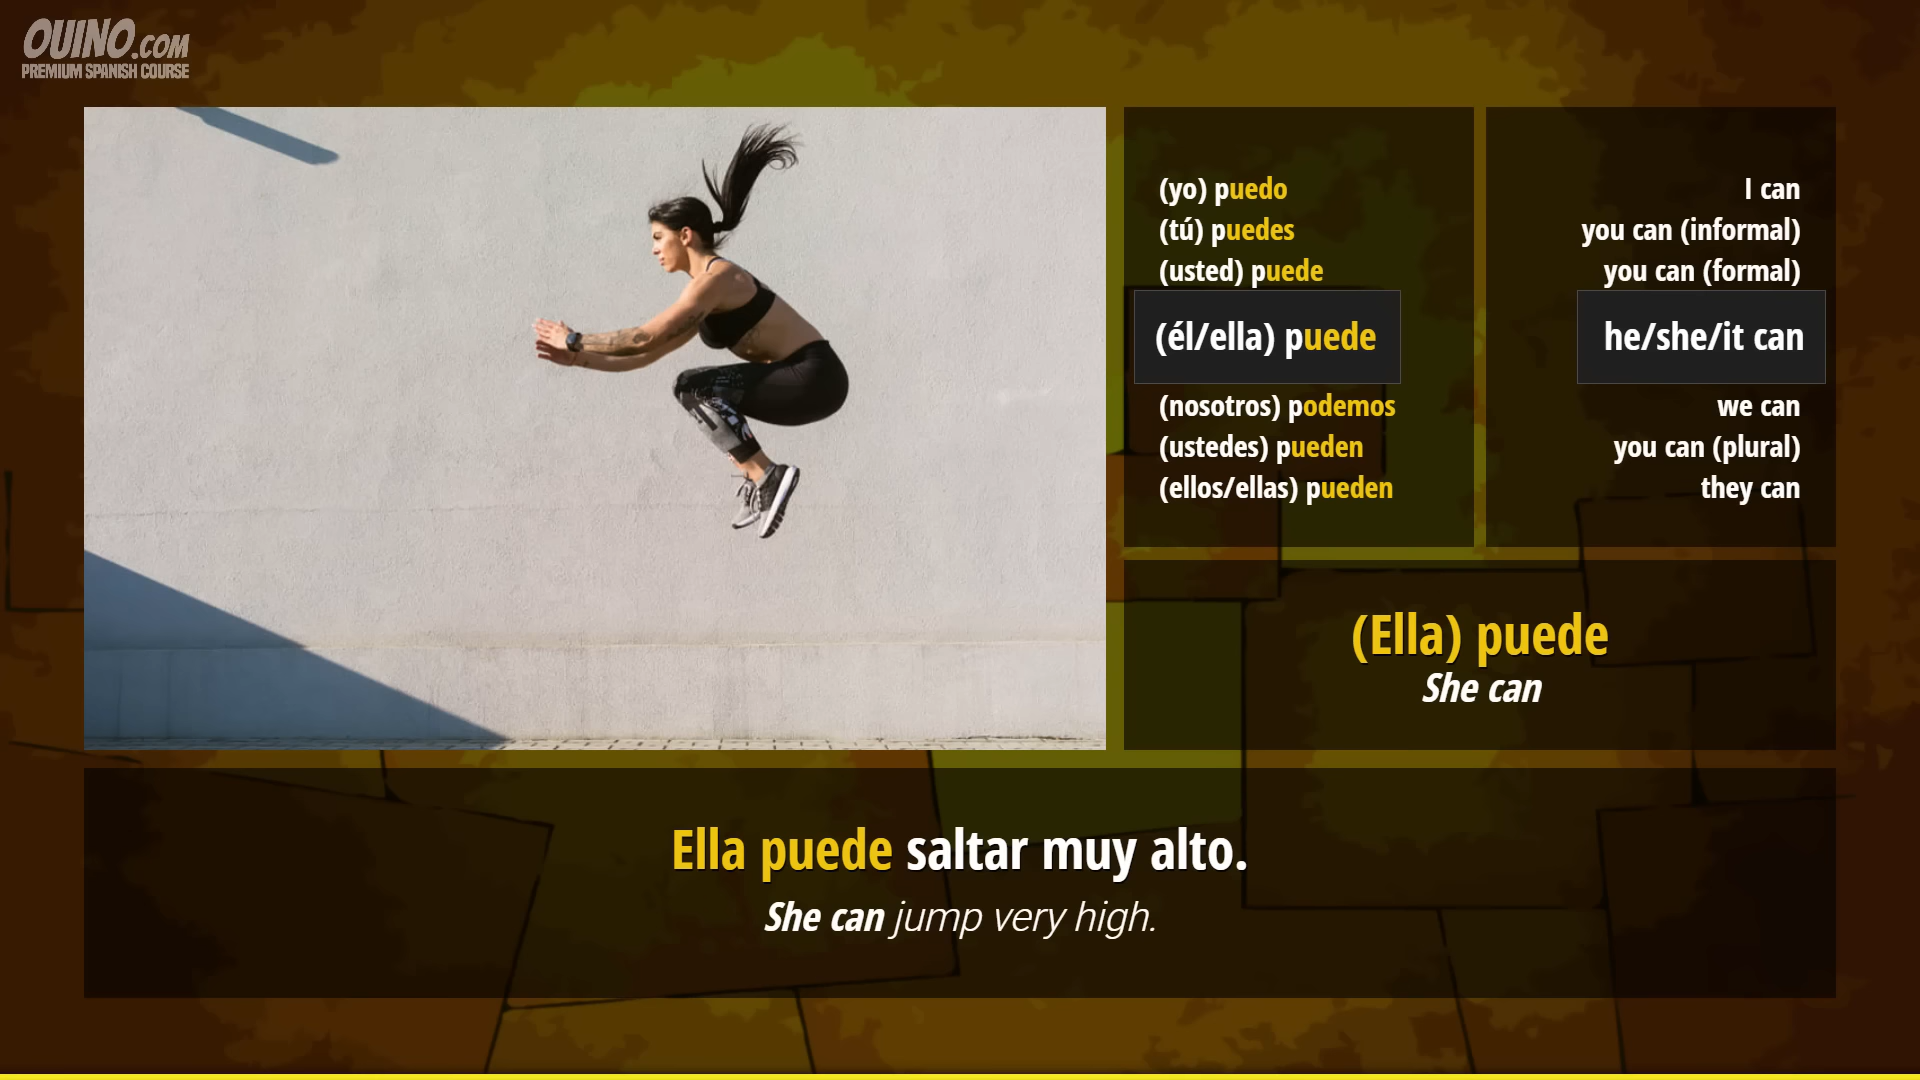 OUINO.COM
PREMIUM SPANISH COURSE
(yo) puedo
(tú) puedes
(usted) puede
(él/ella) puede
(nosotros) podemos
(ustedes) pueden
(ellos/ellas) pueden
I can
you can (informal)
you can (formal)
he/she/it can
we can
you can (plural)
they can
(Ella) puede
She can
Ella puede saltar muy alto.
She can jump very high.